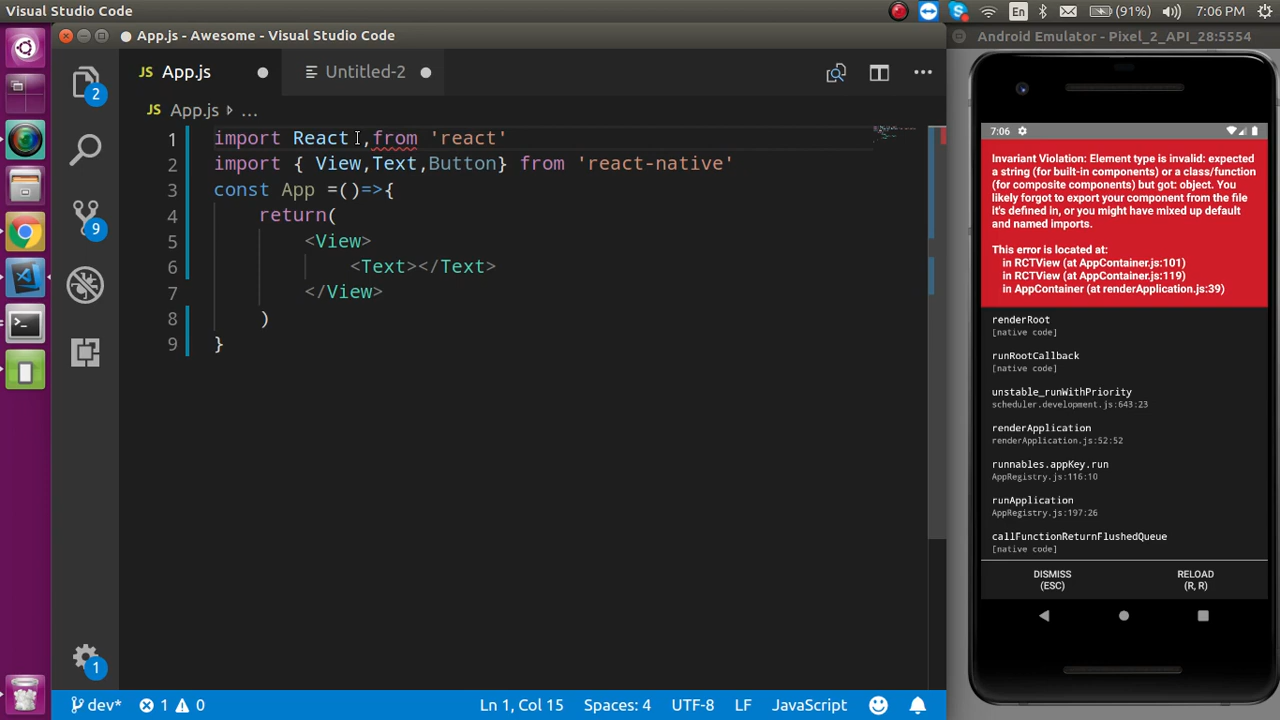 Visual Studio Code
En
(91%)
7:06 PM
App.js - Awesome - Visual Studio Code
Android Emulator - Pixel_2_API_28:5554
JS App.js
Untitled-2
JS App.js › ...
2
9
1
1 import React ,from 'react'
2 import { View,Text,Button} from 'react-native'
3 const App =()=>{
4 return(
5 <View>
6 <Text></Text>
7 </View>
8 )
9 }
dev*
1
0
Ln 1, Col 15
Spaces: 4
UTF-8
LF
JavaScript
7:06
Invariant Violation: Element type is invalid: expected
a string (for built-in components) or a class/function
(for composite components) but got: object. You
likely forgot to export your component from the file
it's defined in, or you might have mixed up default
and named imports.
This error is located at:
in RCTView (at AppContainer.js:101)
in RCTView (at AppContainer.js:119)
in AppContainer (at renderApplication.js:39)
renderRoot
[native code]
runRootCallback
[native code]
unstable_runWithPriority
scheduler.development.js:643:23
renderApplication
renderApplication.js:52:52
runnables.appKey.run
AppRegistry.js:116:10
runApplication
AppRegistry.js:197:26
callFunctionReturnFlushedQueue
[native code]
DISMISS
(ESC)
RELOAD
(R, R)